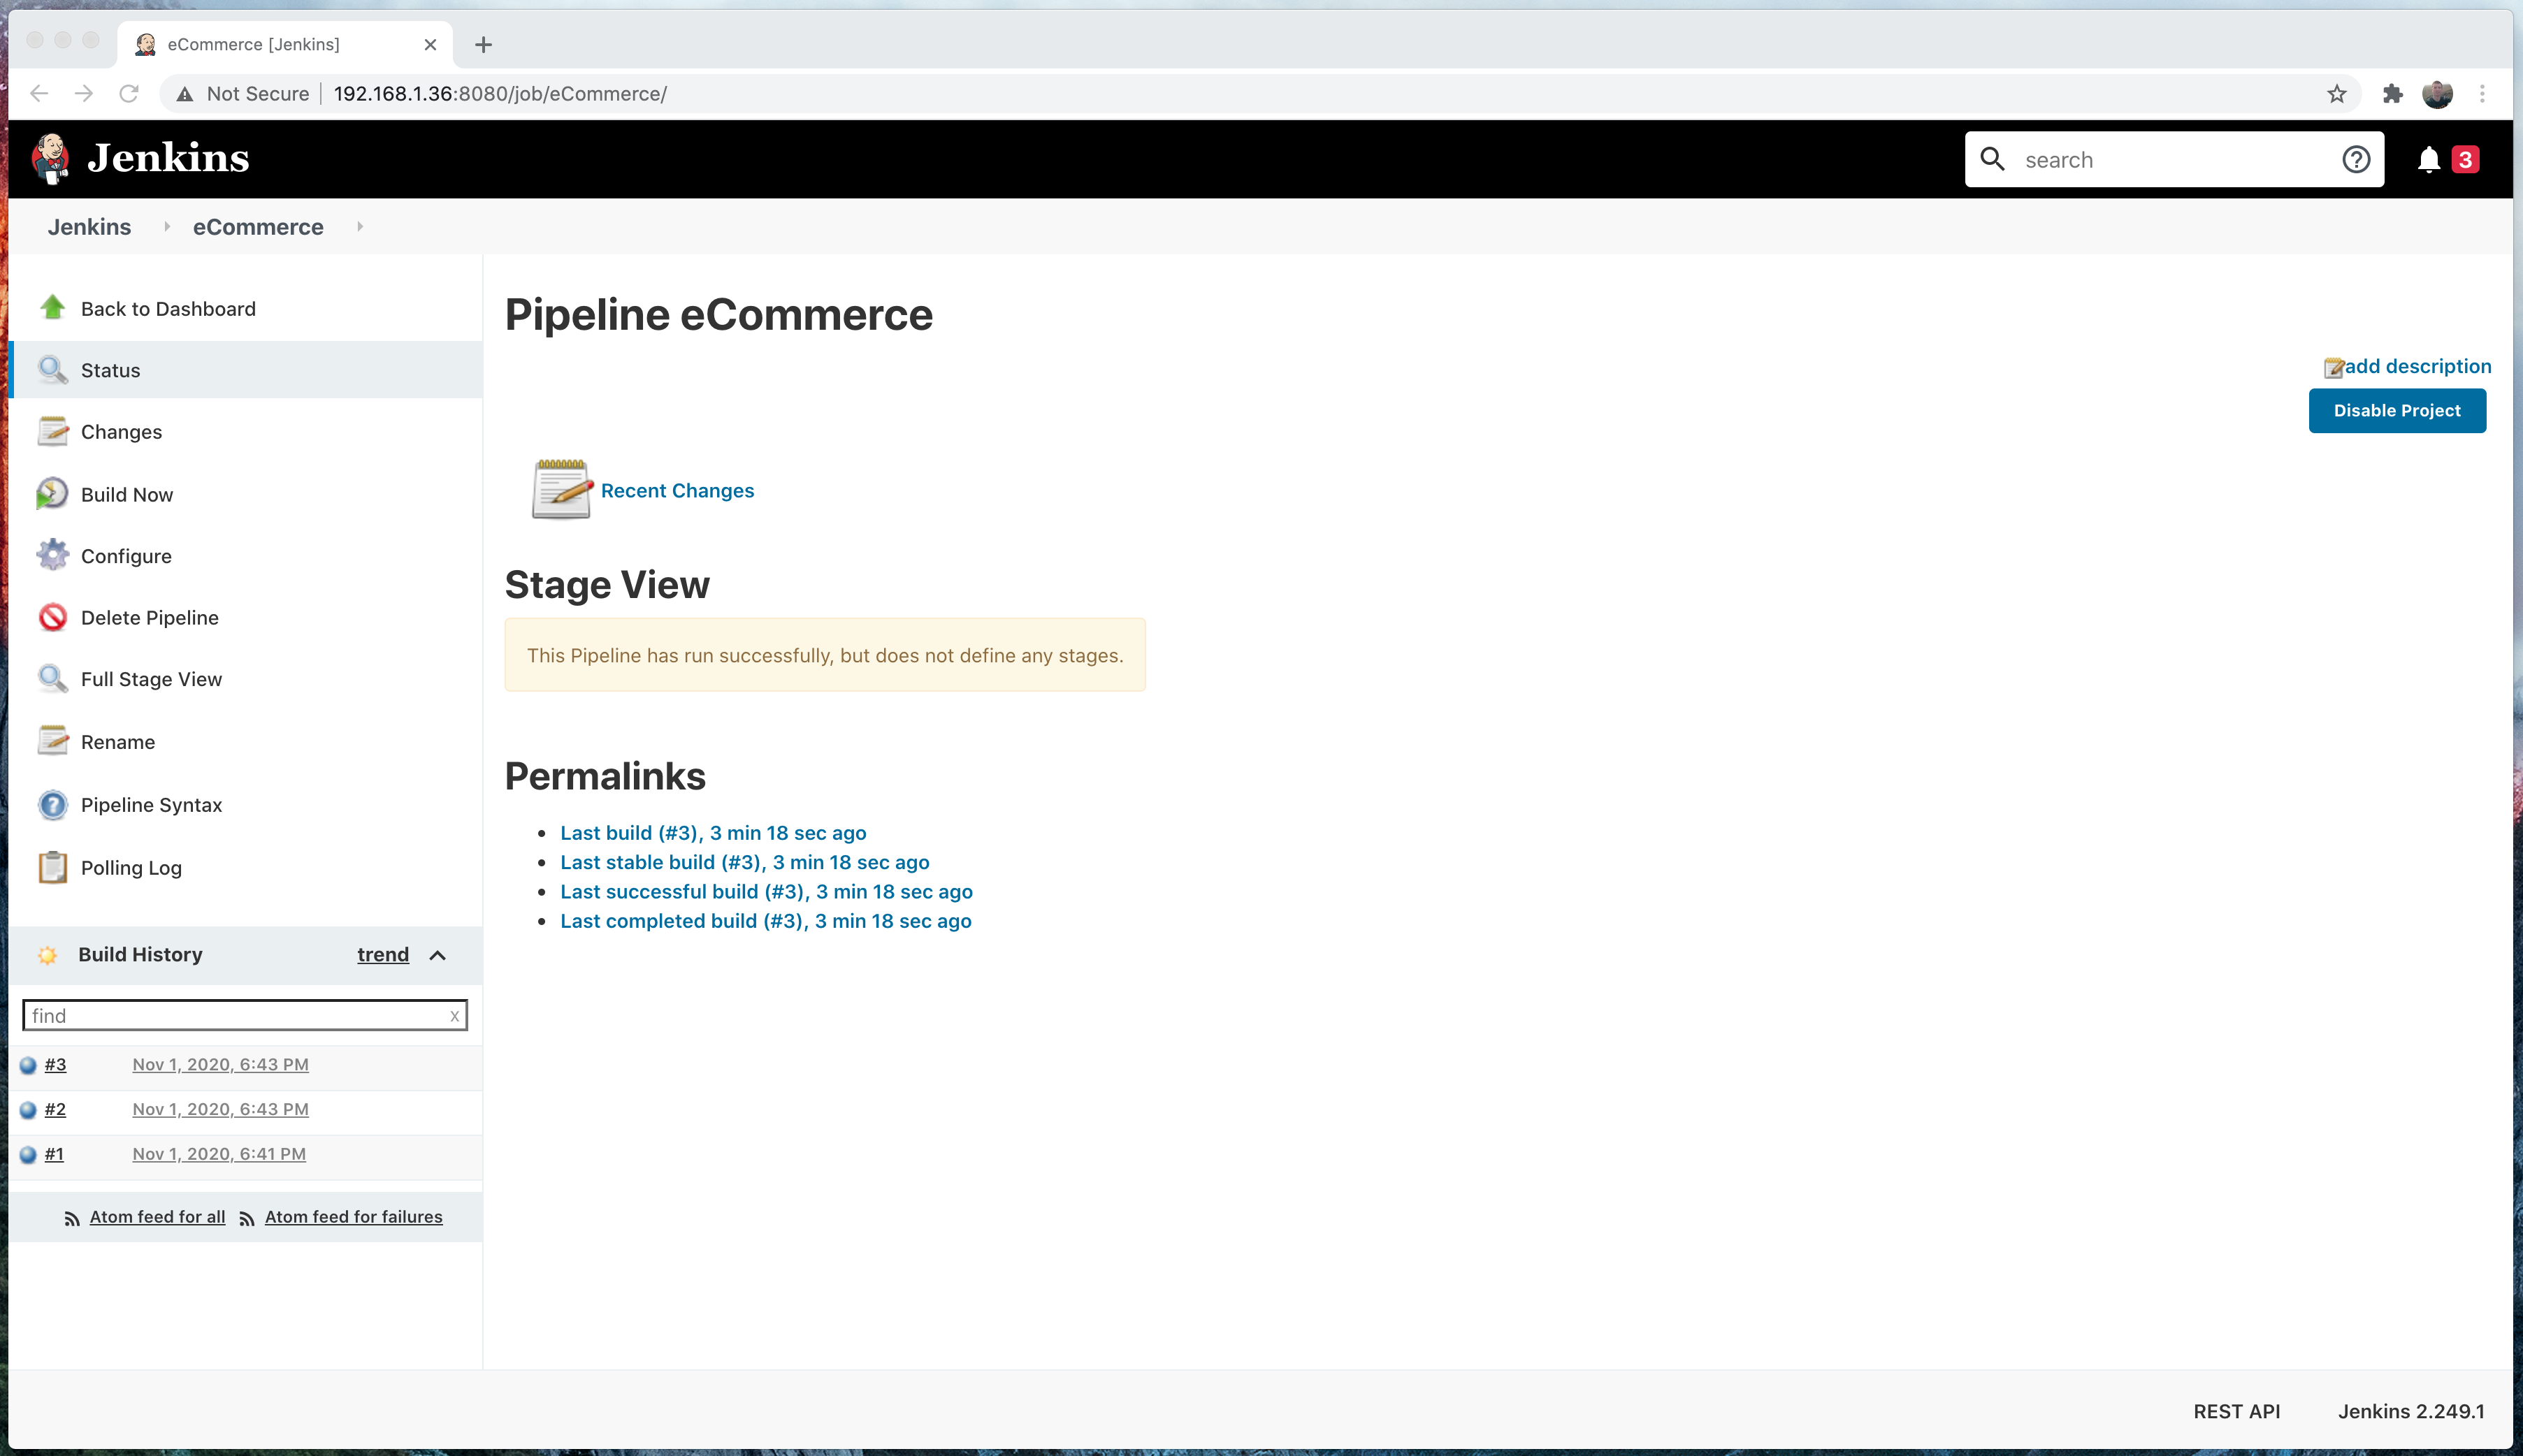 eCommerce [Jenkins]
Not Secure 192.168.1.36:8080/job/eCommerce/
Jenkins
search
3
Jenkins eCommerce
Back to Dashboard
Status
Changes
Build Now
Configure
Delete Pipeline
Full Stage View
Rename
Pipeline Syntax
Polling Log
Build History trend
find x
#3 Nov 1, 2020, 6:43 PM
#2 Nov 1, 2020, 6:43 PM
#1 Nov 1, 2020, 6:41 PM
Atom feed for all Atom feed for failures
Pipeline eCommerce
add description
Disable Project
Recent Changes
Stage View
This Pipeline has run successfully, but does not define any stages.
Permalinks
Last build (#3), 3 min 18 sec ago
Last stable build (#3), 3 min 18 sec ago
Last successful build (#3), 3 min 18 sec ago
Last completed build (#3), 3 min 18 sec ago
REST API Jenkins 2.249.1